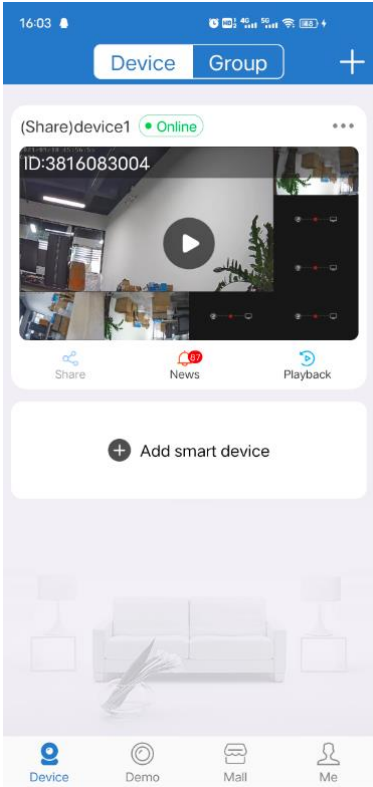 16:03
Device Group
(Share)device1 Online
ID:3816083004
Share
87
News
Playback
Add smart device
Device
Demo
Mall
Me